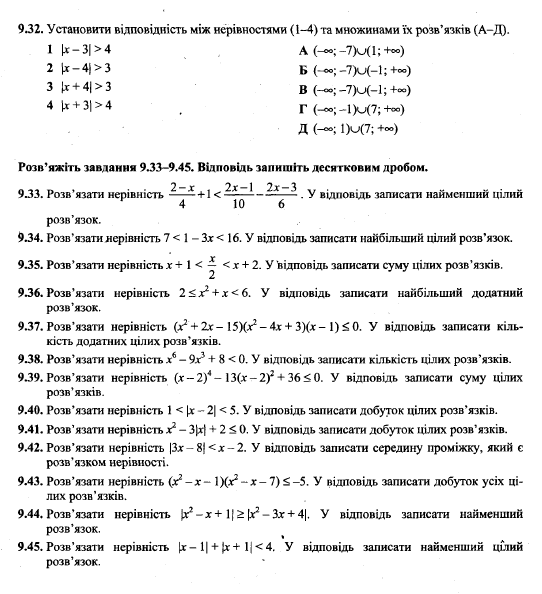 9.32. Установити відповідність між нерівностями (1–4) та множинами їх розв'язків (А–Д).
1 |x – 3| > 4 А (–∞; –7)∪(1; +∞)
2 |x – 4| > 3 Б (–∞; –7)∪(–1; +∞)
3 |x + 4| > 3 В (–∞; –7)∪(–1; +∞)
4 |x + 3| > 4 Г (–∞; –1)∪(7; +∞)
Д (–∞; 1)∪(7; +∞)
Розв'яжіть завдання 9.33–9.45. Відповідь запишіть десятковим дробом.
9.33. Розв'язати нерівність (2 – x)/4 + 1 < (2x – 1)/10 – (2x – 3)/6 . У відповідь записати найменший цілий
розв'язок.
9.34. Розв'язати нерівність 7 < 1 – 3x < 16. У відповідь записати найбільший цілий розв'язок.
9.35. Розв'язати нерівність x + 1 < x/2 < x + 2. У відповідь записати суму цілих розв'язків.
9.36. Розв'язати нерівність 2 ≤ x² + x < 6. У відповідь записати найбільший додатний
розв'язок.
9.37. Розв'язати нерівність (x² + 2x – 15)(x² – 4x + 3)(x – 1) ≤ 0. У відповідь записати кіль-
кість додатних цілих розв'язків.
9.38. Розв'язати нерівність x⁶ – 9x³ + 8 < 0. У відповідь записати кількість цілих розв'язків.
9.39. Розв'язати нерівність (x – 2)⁴ – 13(x – 2)² + 36 ≤ 0. У відповідь записати суму цілих
розв'язків.
9.40. Розв'язати нерівність 1 < |x – 2| < 5. У відповідь записати добуток цілих розв'язків.
9.41. Розв'язати нерівність x² – 3|x| + 2 ≤ 0. У відповідь записати добуток цілих розв'язків.
9.42. Розв'язати нерівність |3x – 8| < x – 2. У відповідь записати середину проміжку, який є
розв'язком нерівності.
9.43. Розв'язати нерівність (x² – x – 1)(x² – x – 7) ≤ –5. У відповідь записати добуток усіх ці-
лих розв'язків.
9.44. Розв'язати нерівність |x² – x + 1| ≥ |x² – 3x + 4|. У відповідь записати найменший
розв'язок.
9.45. Розв'язати нерівність |x – 1| + |x + 1| < 4. У відповідь записати найменший цілий
розв'язок.